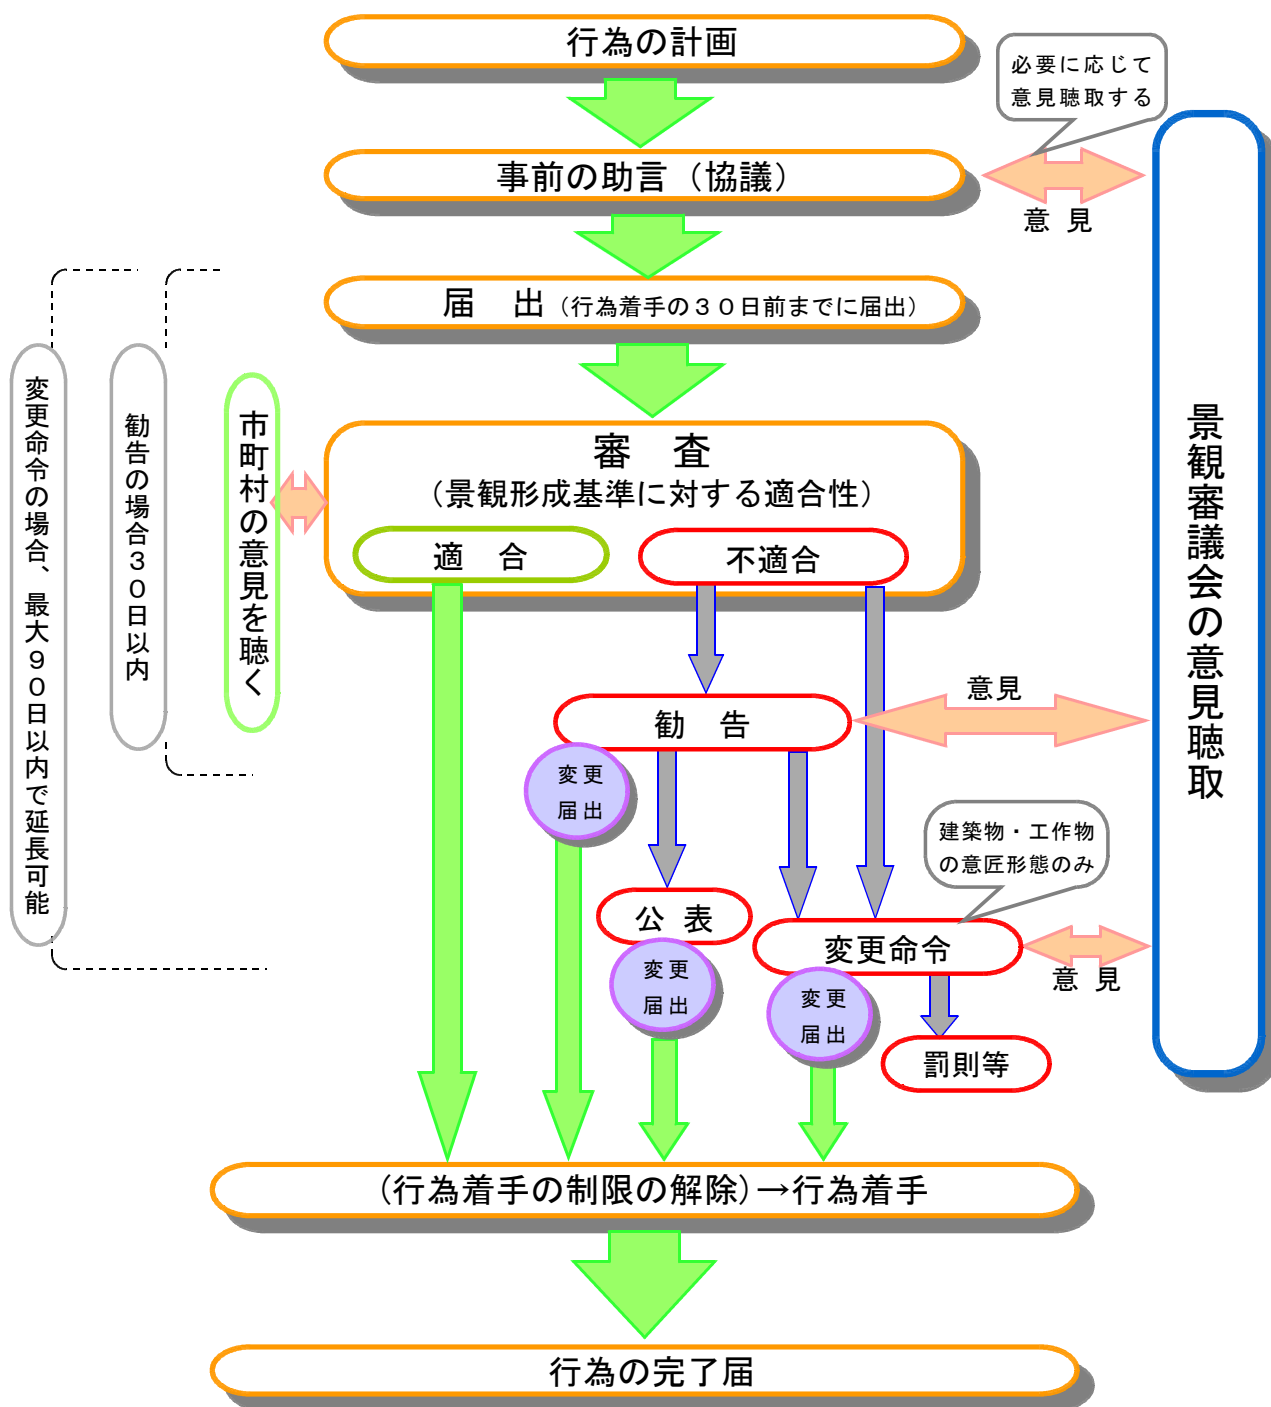 行為の計画
必要に応じて
意見聴取する
事前の助言（協議）
意 見
届　出（行為着手の３０日前までに届出）
変更命令の場合、最大９０日以内で延長可能
勧告の場合３０日以内
市町村の意見を聴く
審　査
（景観形成基準に対する適合性）
適　合
不適合
景観審議会の意見聴取
意見
勧　告
変更
届出
建築物・工作物
の意匠形態のみ
公 表
変更
届出
変更命令
意 見
変更
届出
罰則等
(行為着手の制限の解除)→行為着手
行為の完了届